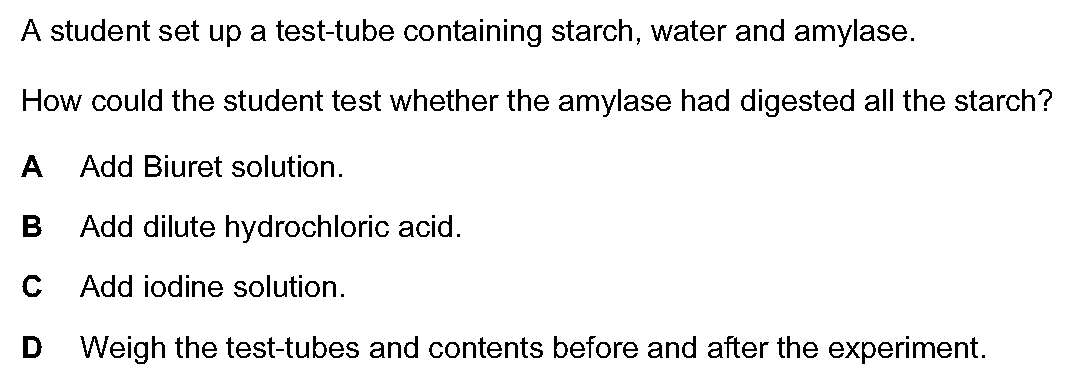 A student set up a test-tube containing starch, water and amylase.
How could the student test whether the amylase had digested all the starch?
A Add Biuret solution.
B Add dilute hydrochloric acid.
C Add iodine solution.
D Weigh the test-tubes and contents before and after the experiment.